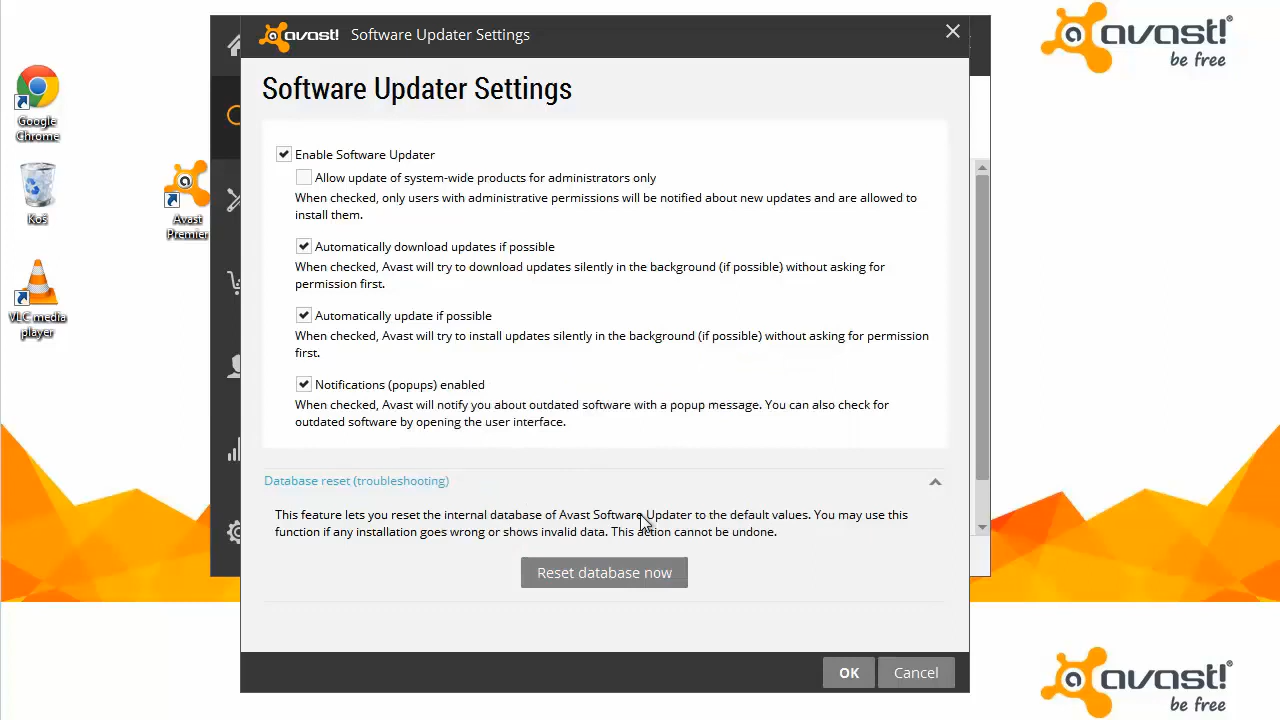 avast! Software Updater Settings
avast!®
be free
Software Updater Settings
Enable Software Updater
Allow update of system-wide products for administrators only
When checked, only users with administrative permissions will be notified about new updates and are allowed to
install them.
Automatically download updates if possible
When checked, Avast will try to download updates silently in the background (if possible) without asking for
permission first.
Automatically update if possible
When checked, Avast will try to install updates silently in the background (if possible) without asking for permission
first.
Notifications (popups) enabled
When checked, Avast will notify you about outdated software with a popup message. You can also check for
outdated software by opening the user interface.
Database reset (troubleshooting)
This feature lets you reset the internal database of Avast Software Updater to the default values. You may use this
function if any installation goes wrong or shows invalid data. This action cannot be undone.
Reset database now
OK
Cancel
Google
Chrome
Koš
VLC media
player
Avast
Premier
avast!®
be free